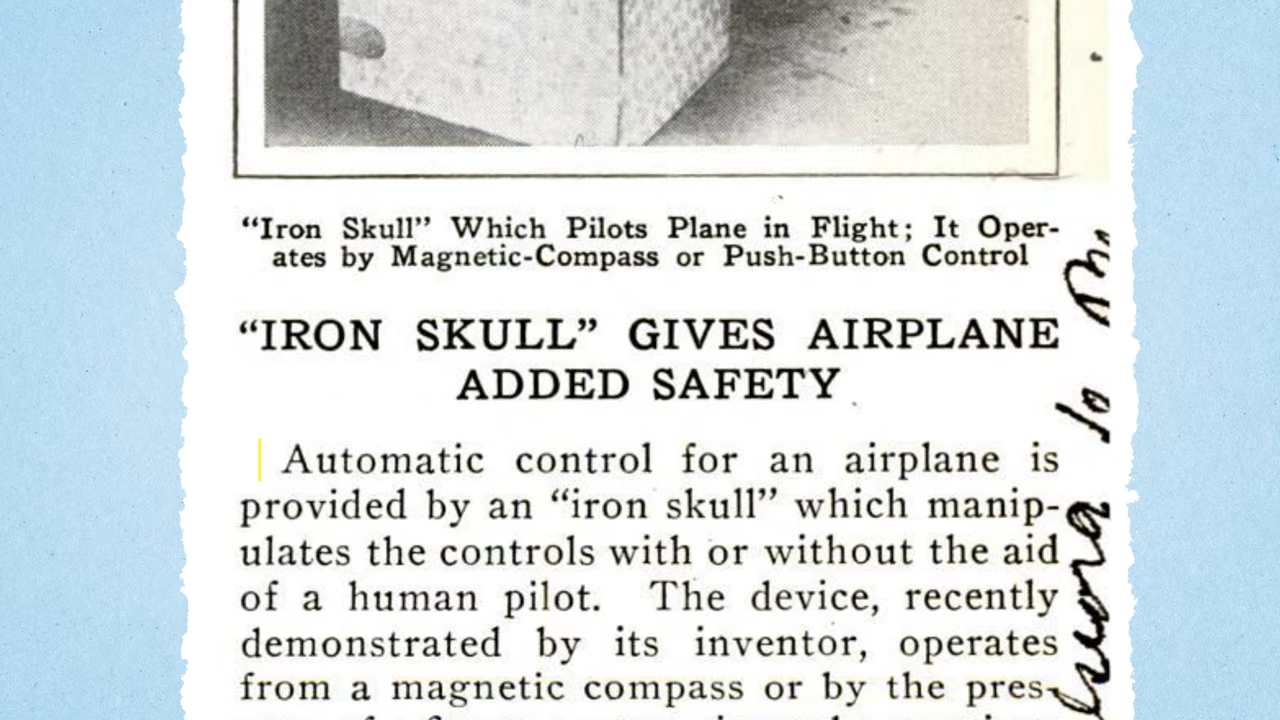 “Iron Skull” Which Pilots Plane in Flight; It Oper-
ates by Magnetic-Compass or Push-Button Control
“IRON SKULL” GIVES AIRPLANE
ADDED SAFETY
Automatic control for an airplane is
provided by an “iron skull” which manip-
ulates the controls with or without the aid
of a human pilot. The device, recently
demonstrated by its inventor, operates
from a magnetic compass or by the pres-
to